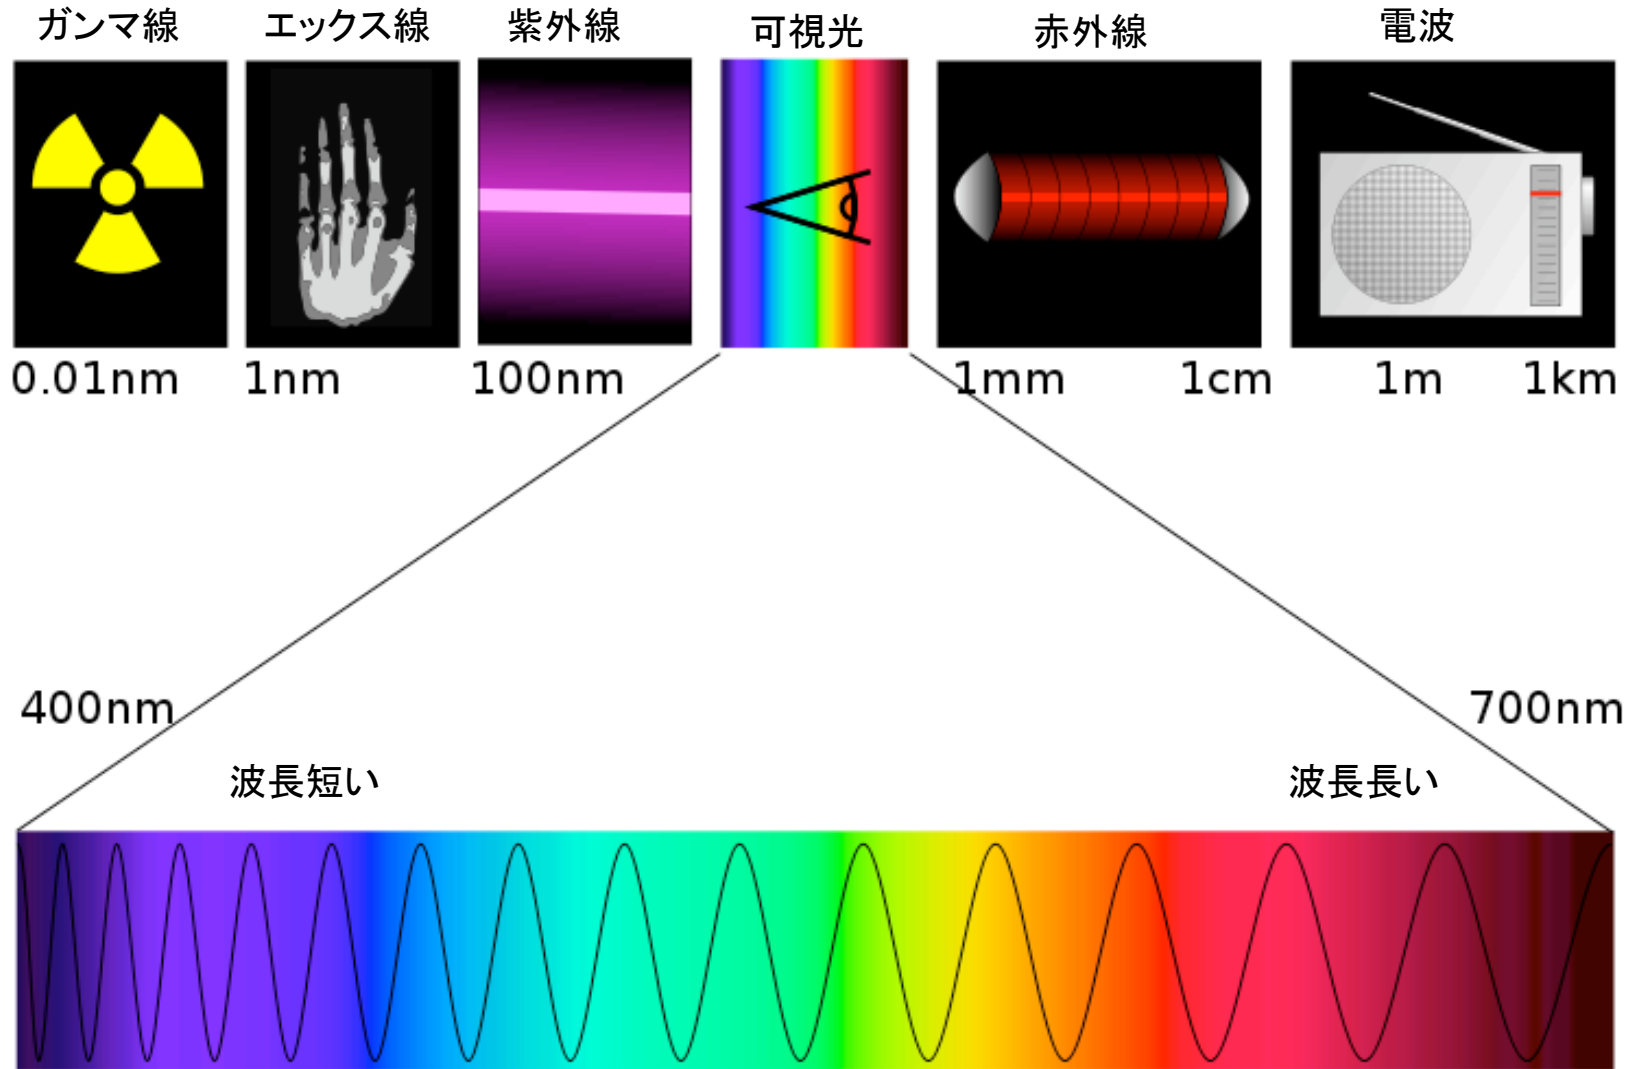 ガンマ線 エックス線 紫外線 可視光 赤外線 電波
0.01nm 1nm 100nm 1mm 1cm 1m 1km
400nm 700nm
波長短い 波長長い